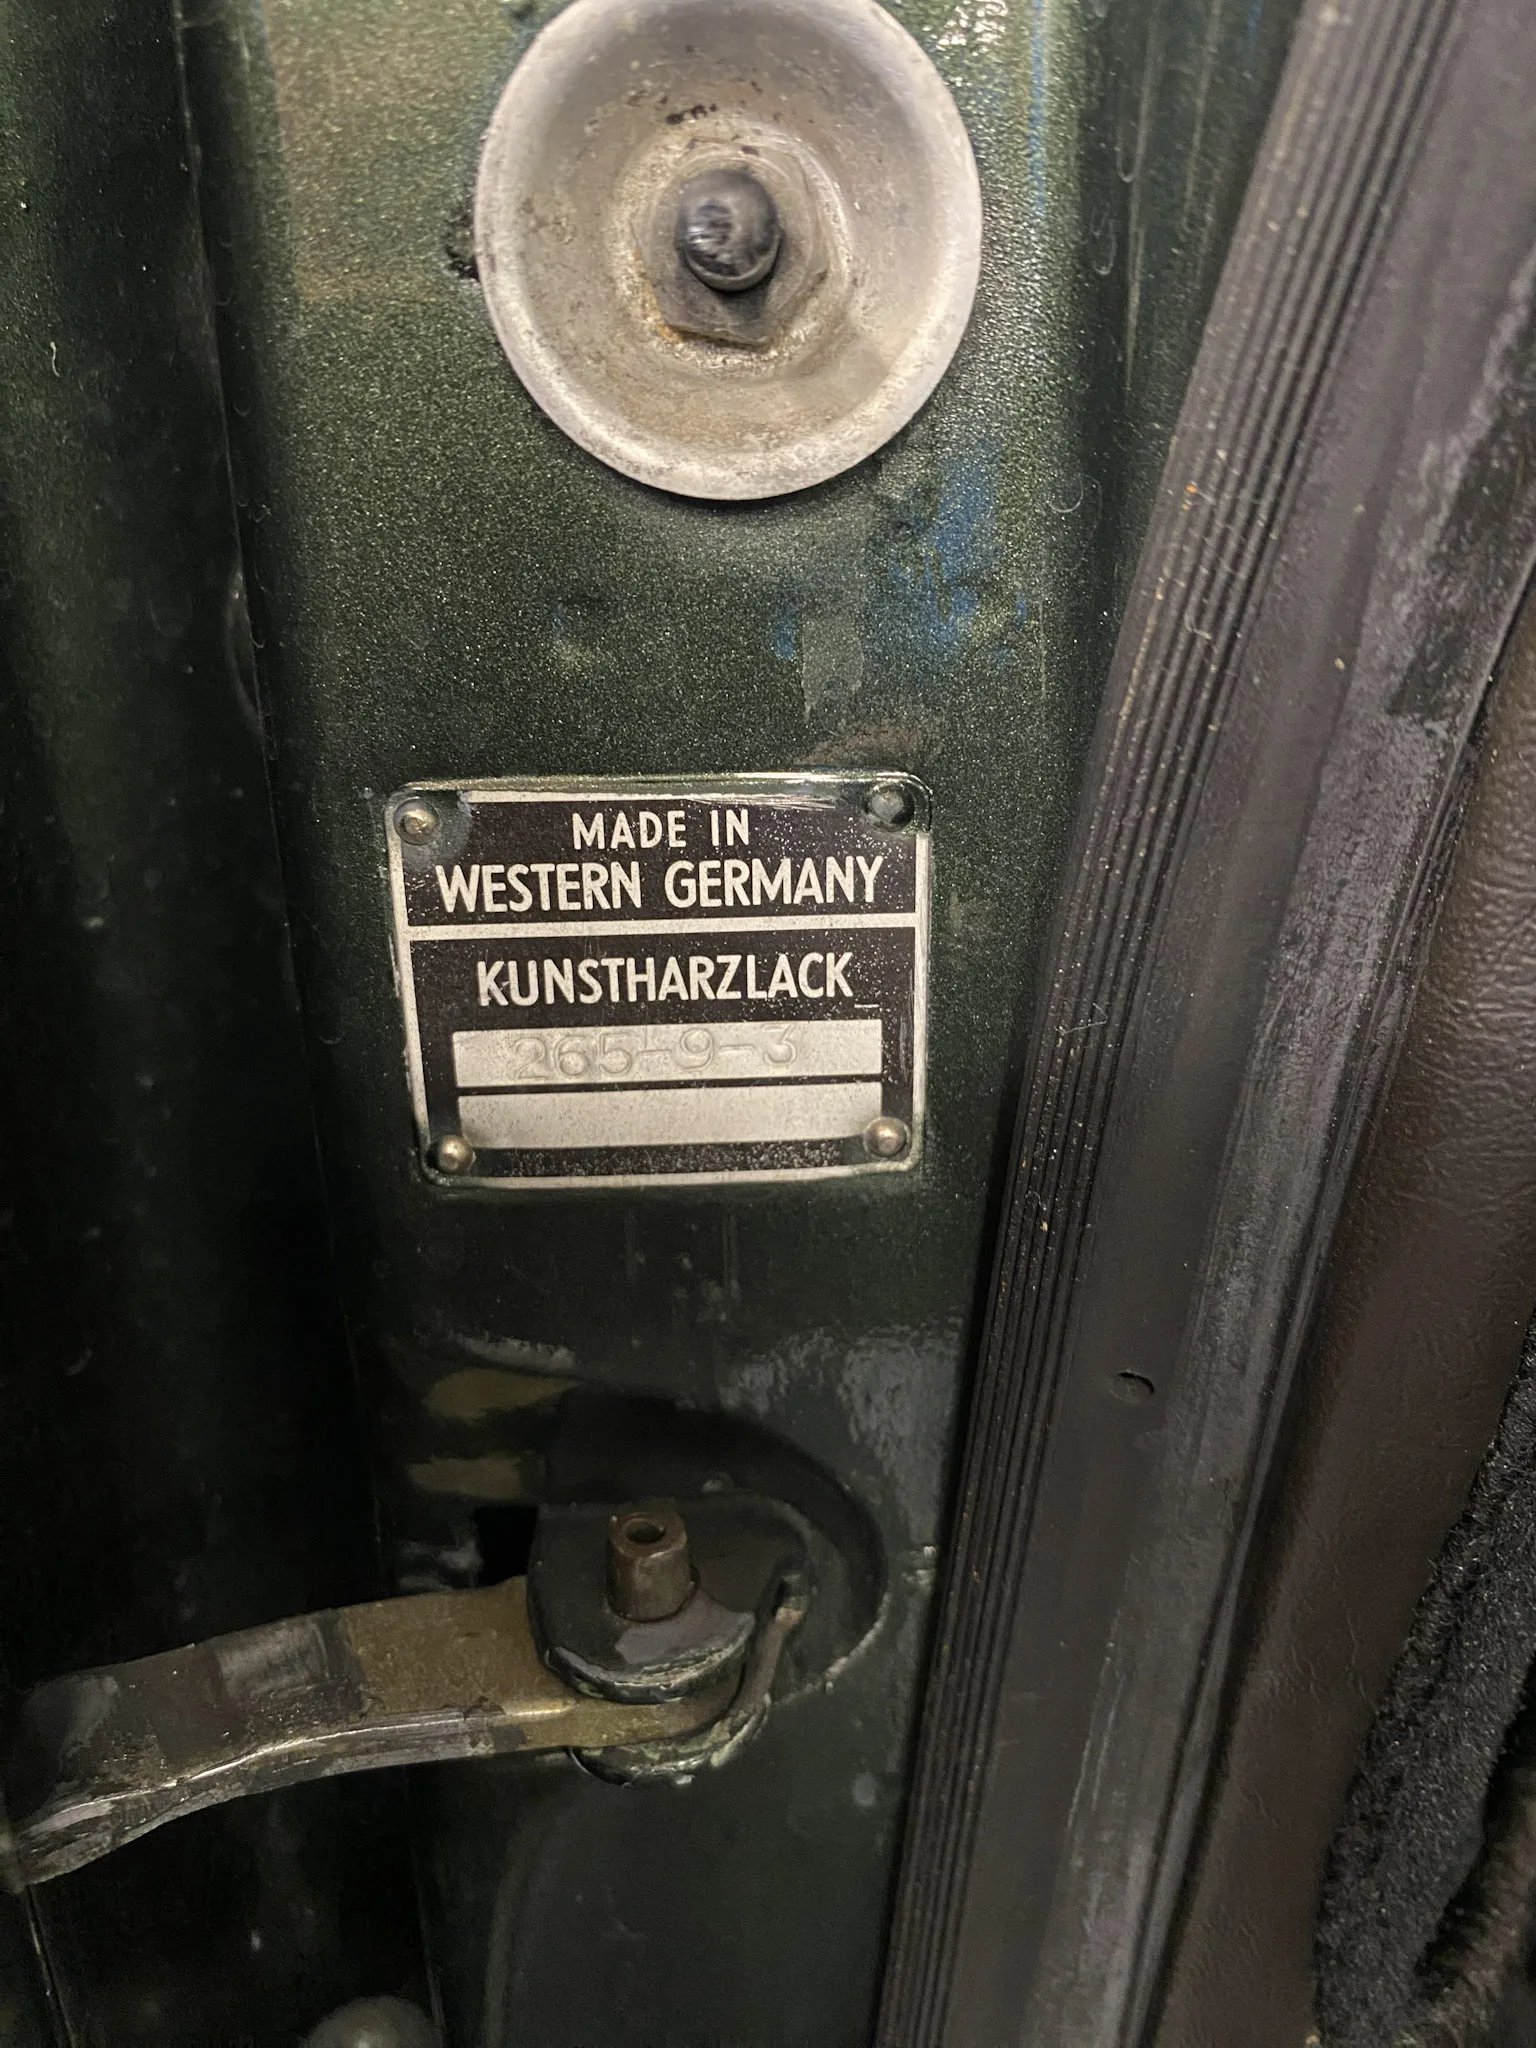 MADE IN
WESTERN GERMANY
KUNSTHARZLACK
265-9-3